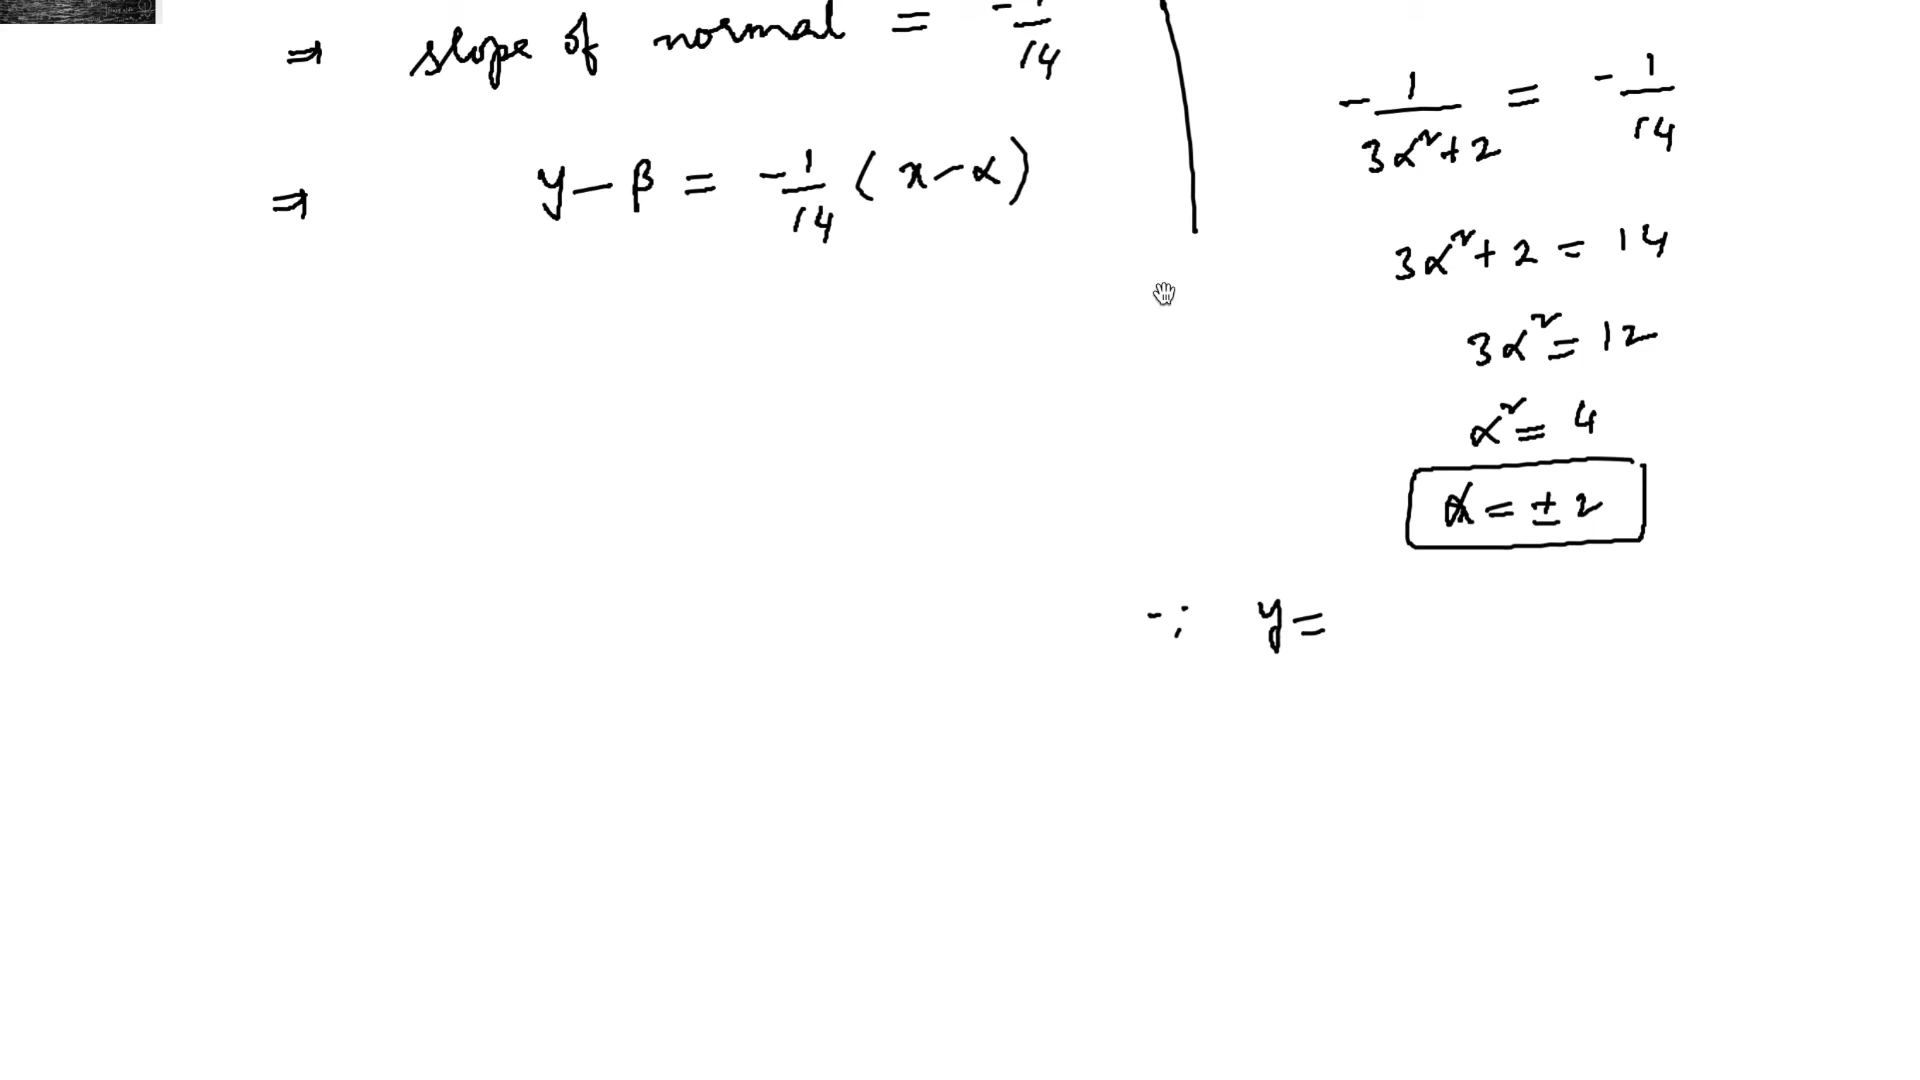 ⇒ slope of normal = -1/14
⇒ y - β = -1/14 (x - α)
-1/(3α²+2) = -1/14
3α² + 2 = 14
3α² = 12
α² = 4
α = ± 2
∵ y =